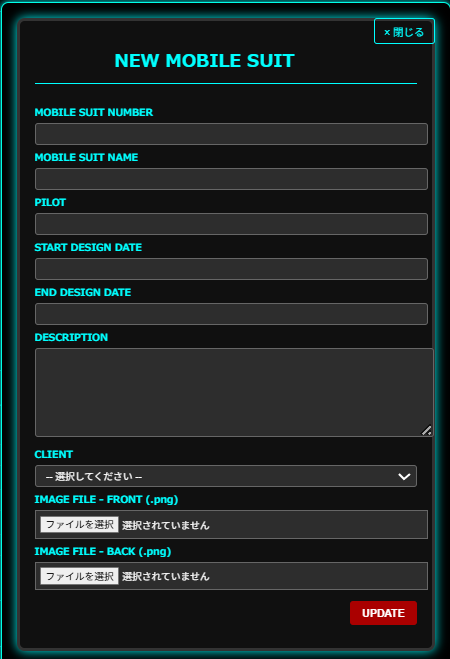 × 閉じる
NEW MOBILE SUIT
MOBILE SUIT NUMBER
MOBILE SUIT NAME
PILOT
START DESIGN DATE
END DESIGN DATE
DESCRIPTION
CLIENT
-- 選択してください --
IMAGE FILE - FRONT (.png)
ファイルを選択 選択されていません
IMAGE FILE - BACK (.png)
ファイルを選択 選択されていません
UPDATE